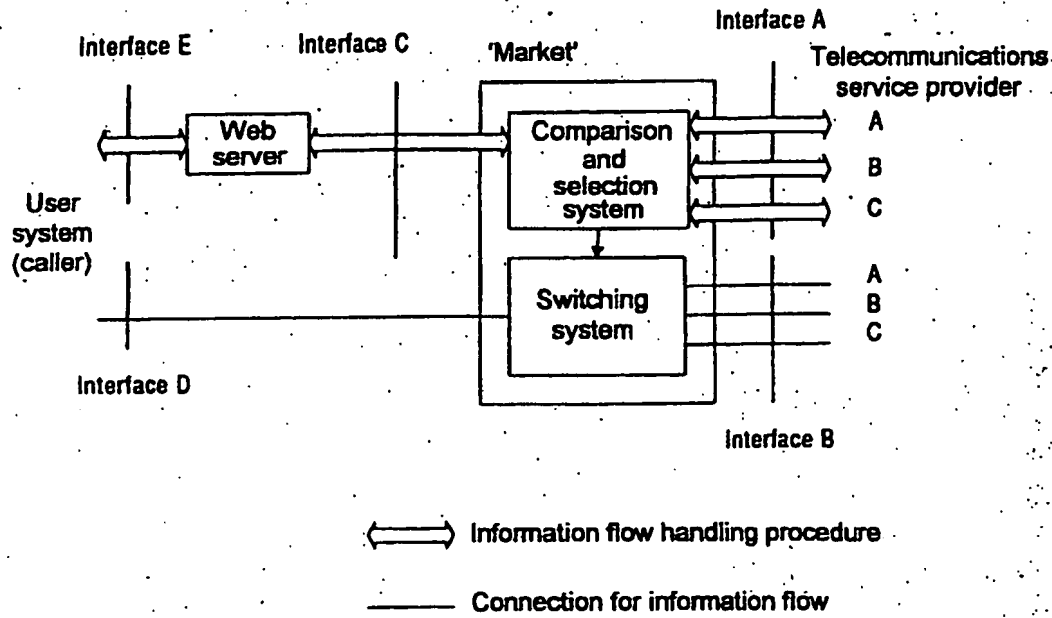 Interface E
Interface C
'Market'
Interface A
Telecommunications
service provider
Web
server
Comparison
and
selection
system
A
B
C
User
system
(caller)
Switching
system
A
B
C
Interface D
Interface B
Information flow handling procedure
Connection for information flow